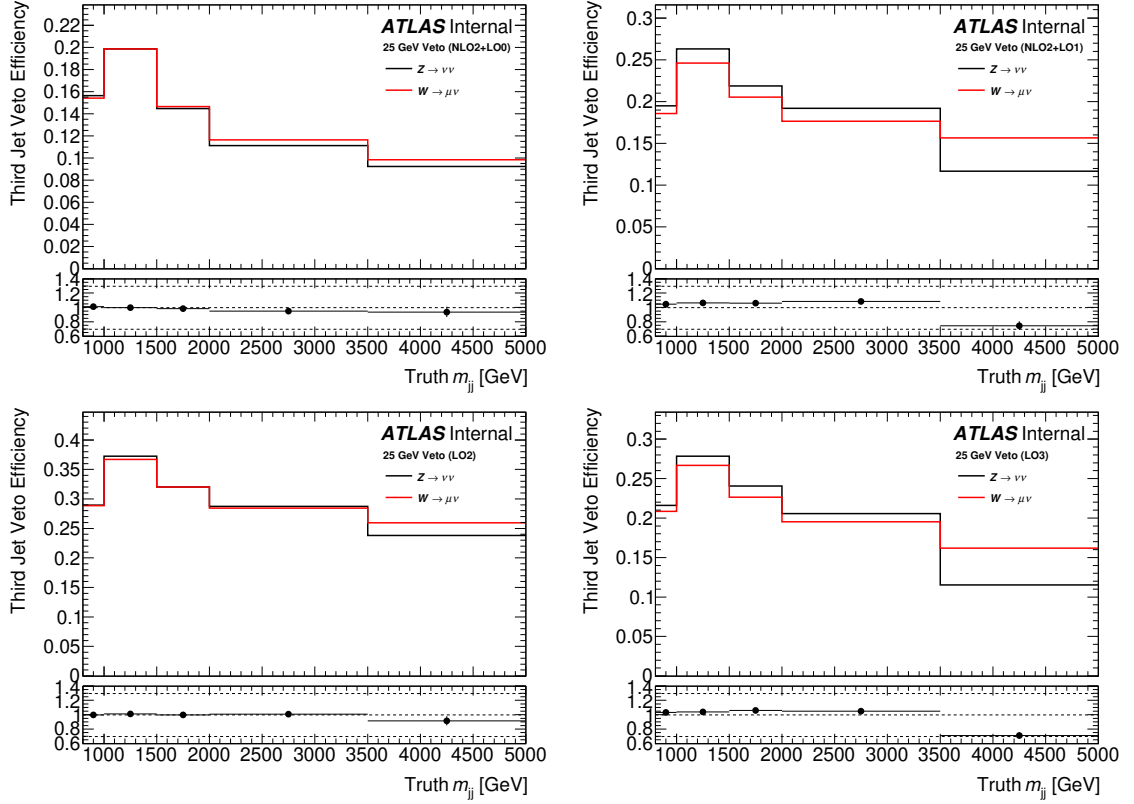 Third Jet Veto Efficiency
0.22
0.2
0.18
0.16
0.14
0.12
0.1
0.08
0.06
0.04
0.02
0
ATLAS Internal
25 GeV Veto (NLO2+LO0)
Z → νν
W → μν
1.4
1.2
1
0.8
0.6
1000 1500 2000 2500 3000 3500 4000 4500 5000
Truth m_jj [GeV]
Third Jet Veto Efficiency
0.3
0.25
0.2
0.15
0.1
0.05
0
ATLAS Internal
25 GeV Veto (NLO2+LO1)
Z → νν
W → μν
1.4
1.2
1
0.8
0.6
1000 1500 2000 2500 3000 3500 4000 4500 5000
Truth m_jj [GeV]
Third Jet Veto Efficiency
0.4
0.35
0.3
0.25
0.2
0.15
0.1
0.05
0
ATLAS Internal
25 GeV Veto (LO2)
Z → νν
W → μν
1.4
1.2
1
0.8
0.6
1000 1500 2000 2500 3000 3500 4000 4500 5000
Truth m_jj [GeV]
Third Jet Veto Efficiency
0.3
0.25
0.2
0.15
0.1
0.05
0
ATLAS Internal
25 GeV Veto (LO3)
Z → νν
W → μν
1.4
1.2
1
0.8
0.6
1000 1500 2000 2500 3000 3500 4000 4500 5000
Truth m_jj [GeV]